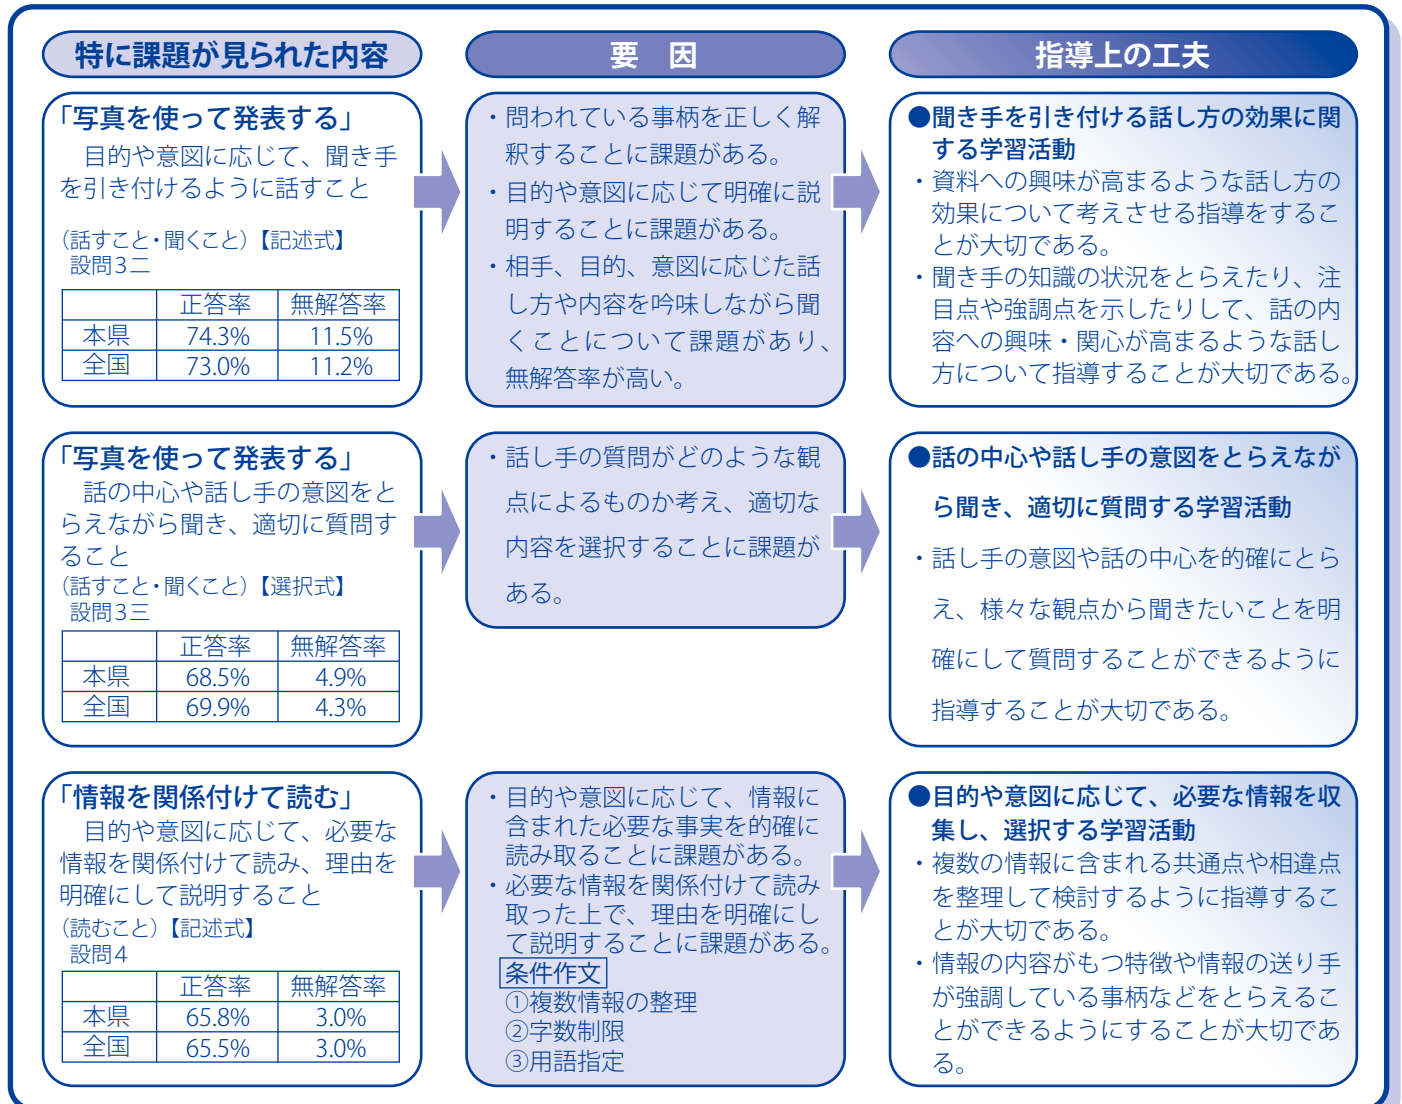 特に課題が見られた内容
要 因
指導上の工夫
「写真を使って発表する」
目的や意図に応じて、聞き手
を引き付けるように話すこと
(話すこと・聞くこと)【記述式】
設問3二
正答率 無解答率
本県 74.3% 11.5%
全国 73.0% 11.2%
・問われている事柄を正しく解
釈することに課題がある。
・目的や意図に応じて明確に説
明することに課題がある。
・相手、目的、意図に応じた話
し方や内容を吟味しながら聞
くことについて課題があり、
無解答率が高い。
●聞き手を引き付ける話し方の効果に関
する学習活動
・資料への興味が高まるような話し方の
効果について考えさせる指導をするこ
とが大切である。
・聞き手の知識の状況をとらえたり、注
目点や強調点を示したりして、話の内
容への興味・関心が高まるような話し
方について指導することが大切である。
「写真を使って発表する」
話の中心や話し手の意図をと
らえながら聞き、適切に質問す
ること
(話すこと・聞くこと)【選択式】
設問3三
正答率 無解答率
本県 68.5% 4.9%
全国 69.9% 4.3%
・話し手の質問がどのような観
点によるものか考え、適切な
内容を選択することに課題が
ある。
●話の中心や話し手の意図をとらえなが
ら聞き、適切に質問する学習活動
・話し手の意図や話の中心を的確にとら
え、様々な観点から聞きたいことを明
確にして質問することができるように
指導することが大切である。
「情報を関係付けて読む」
目的や意図に応じて、必要な
情報を関係付けて読み、理由を
明確にして説明すること
(読むこと)【記述式】
設問4
正答率 無解答率
本県 65.8% 3.0%
全国 65.5% 3.0%
・目的や意図に応じて、情報に
含まれた必要な事実を的確に
読み取ることに課題がある。
・必要な情報を関係付けて読み
取った上で、理由を明確にし
て説明することに課題がある。
条件作文
①複数情報の整理
②字数制限
③用語指定
●目的や意図に応じて、必要な情報を収
集し、選択する学習活動
・複数の情報に含まれる共通点や相違点
を整理して検討するように指導するこ
とが大切である。
・情報の内容がもつ特徴や情報の送り手
が強調している事柄などをとらえるこ
とができるようにすることが大切であ
る。